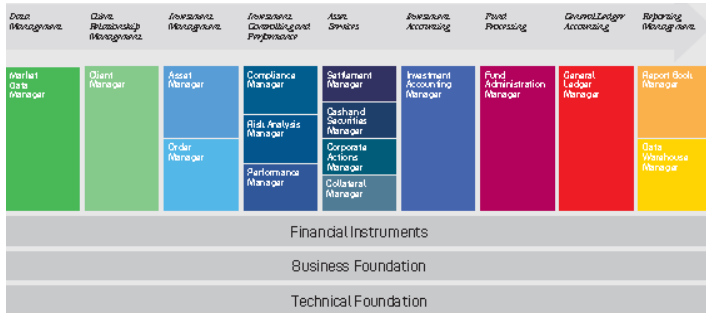 Data
Management
Client
Relationship
Management
Investment
Management
Investment
Controlling and
Performance
Asset
Services
Investment
Accounting
Fund
Processing
General Ledger
Accounting
Reporting
Management
Market
Data
Manager
Client
Manager
Asset
Manager
Order
Manager
Compliance
Manager
Risk Analysis
Manager
Performance
Manager
Settlement
Manager
Cash and
Securities
Manager
Corporate
Actions
Manager
Collateral
Manager
Investment
Accounting
Manager
Fund
Administration
Manager
General
Ledger
Manager
Report Book
Manager
Data
Warehouse
Manager
Financial Instruments
Business Foundation
Technical Foundation